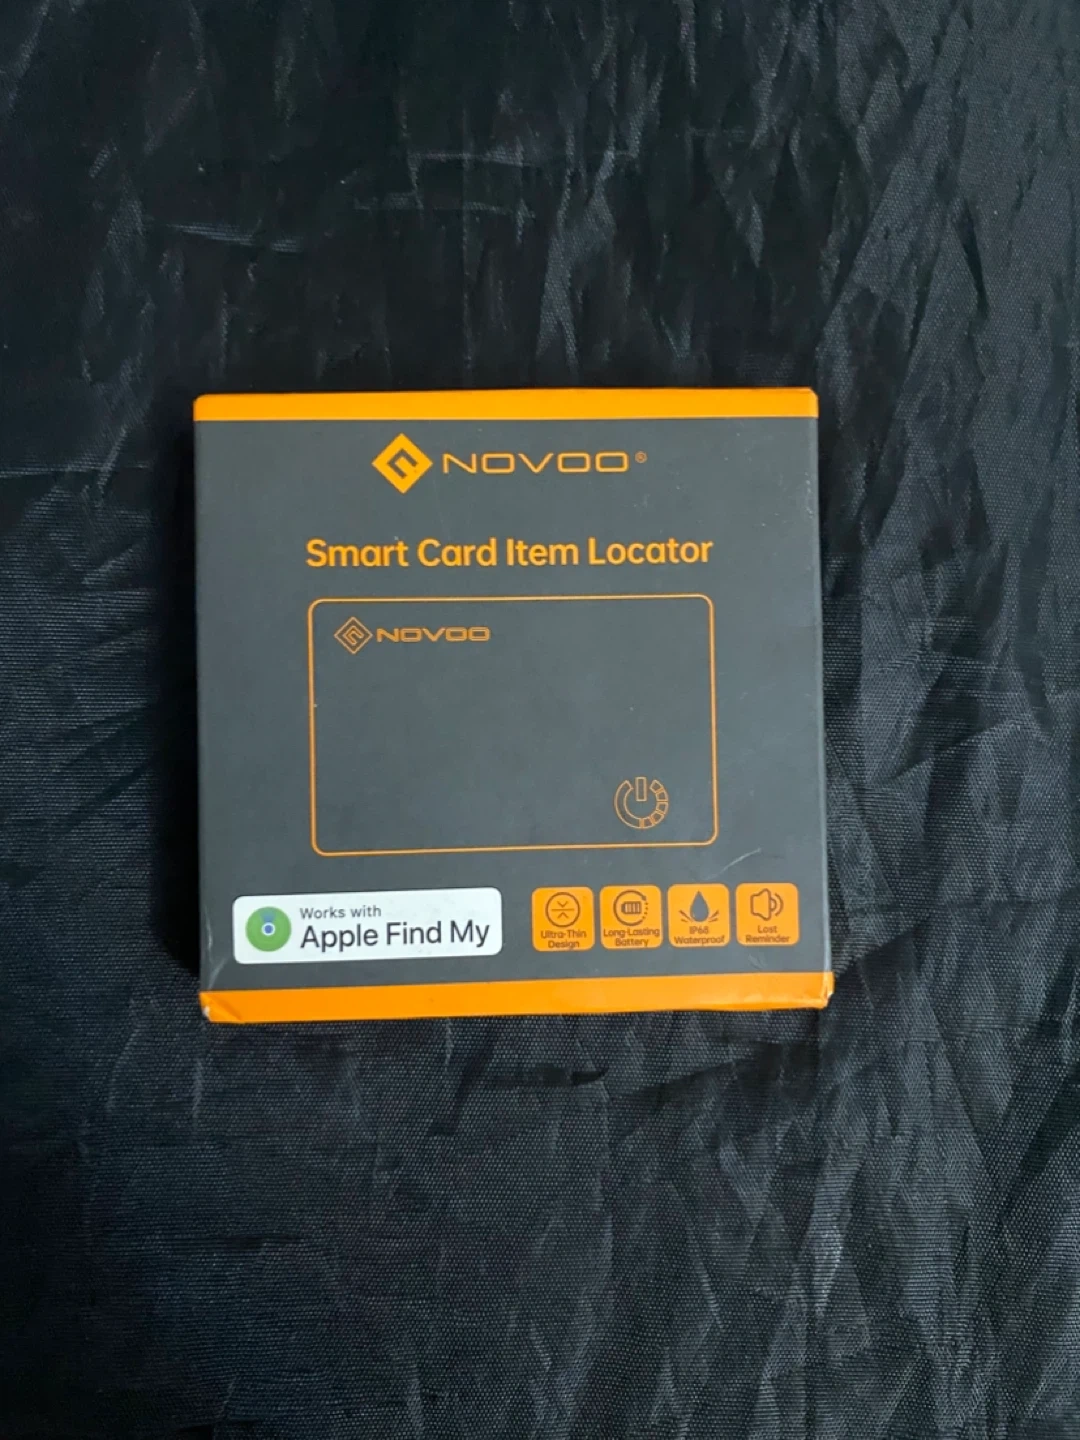 NOVOO®
Smart Card Item Locator
NOVOO
Works with
Apple Find My
Ultra-Thin
Design
Long-Lasting
Battery
IP68
Waterproof
Lost
Reminder